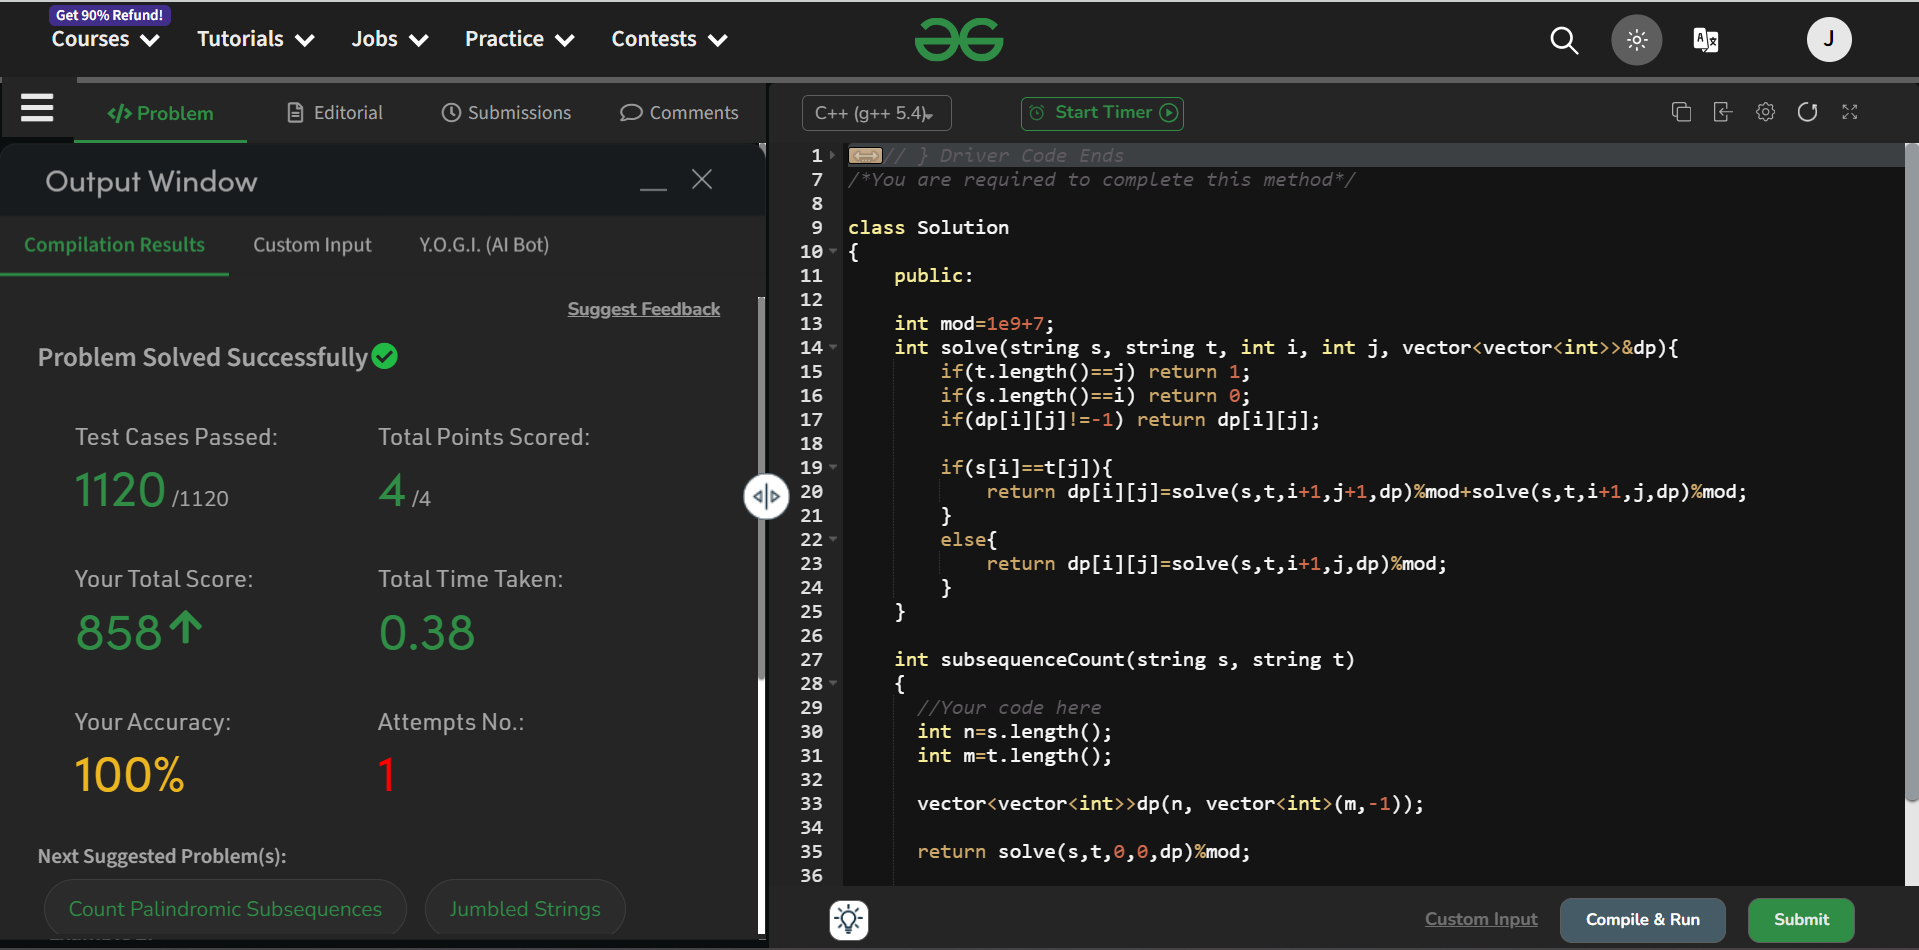 Get 90% Refund!
Courses Tutorials Jobs Practice Contests
J
</> Problem Editorial Submissions Comments
Output Window
Compilation Results Custom Input Y.O.G.I. (AI Bot)
Suggest Feedback
Problem Solved Successfully
Test Cases Passed: Total Points Scored:
1120 /1120 4 /4
Your Total Score: Total Time Taken:
858 0.38
Your Accuracy: Attempts No.:
100% 1
Next Suggested Problem(s):
Count Palindromic Subsequences Jumbled Strings
C++ (g++ 5.4) Start Timer
1 // } Driver Code Ends
7 /*You are required to complete this method*/
8
9 class Solution
10 {
11 public:
12
13 int mod=1e9+7;
14 int solve(string s, string t, int i, int j, vector<vector<int>>&dp){
15 if(t.length()==j) return 1;
16 if(s.length()==i) return 0;
17 if(dp[i][j]!=-1) return dp[i][j];
18
19 if(s[i]==t[j]){
20 return dp[i][j]=solve(s,t,i+1,j+1,dp)%mod+solve(s,t,i+1,j,dp)%mod;
21 }
22 else{
23 return dp[i][j]=solve(s,t,i+1,j,dp)%mod;
24 }
25 }
26
27 int subsequenceCount(string s, string t)
28 {
29 //Your code here
30 int n=s.length();
31 int m=t.length();
32
33 vector<vector<int>>dp(n, vector<int>(m,-1));
34
35 return solve(s,t,0,0,dp)%mod;
36
Custom Input Compile & Run Submit